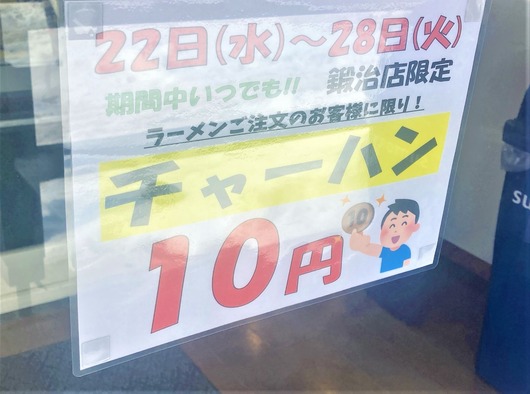 22日(水)～28日(火)
期間中いつでも!! 鍛治店限定
ラーメンご注文のお客様に限り！
チャーハン
10円
10
SU